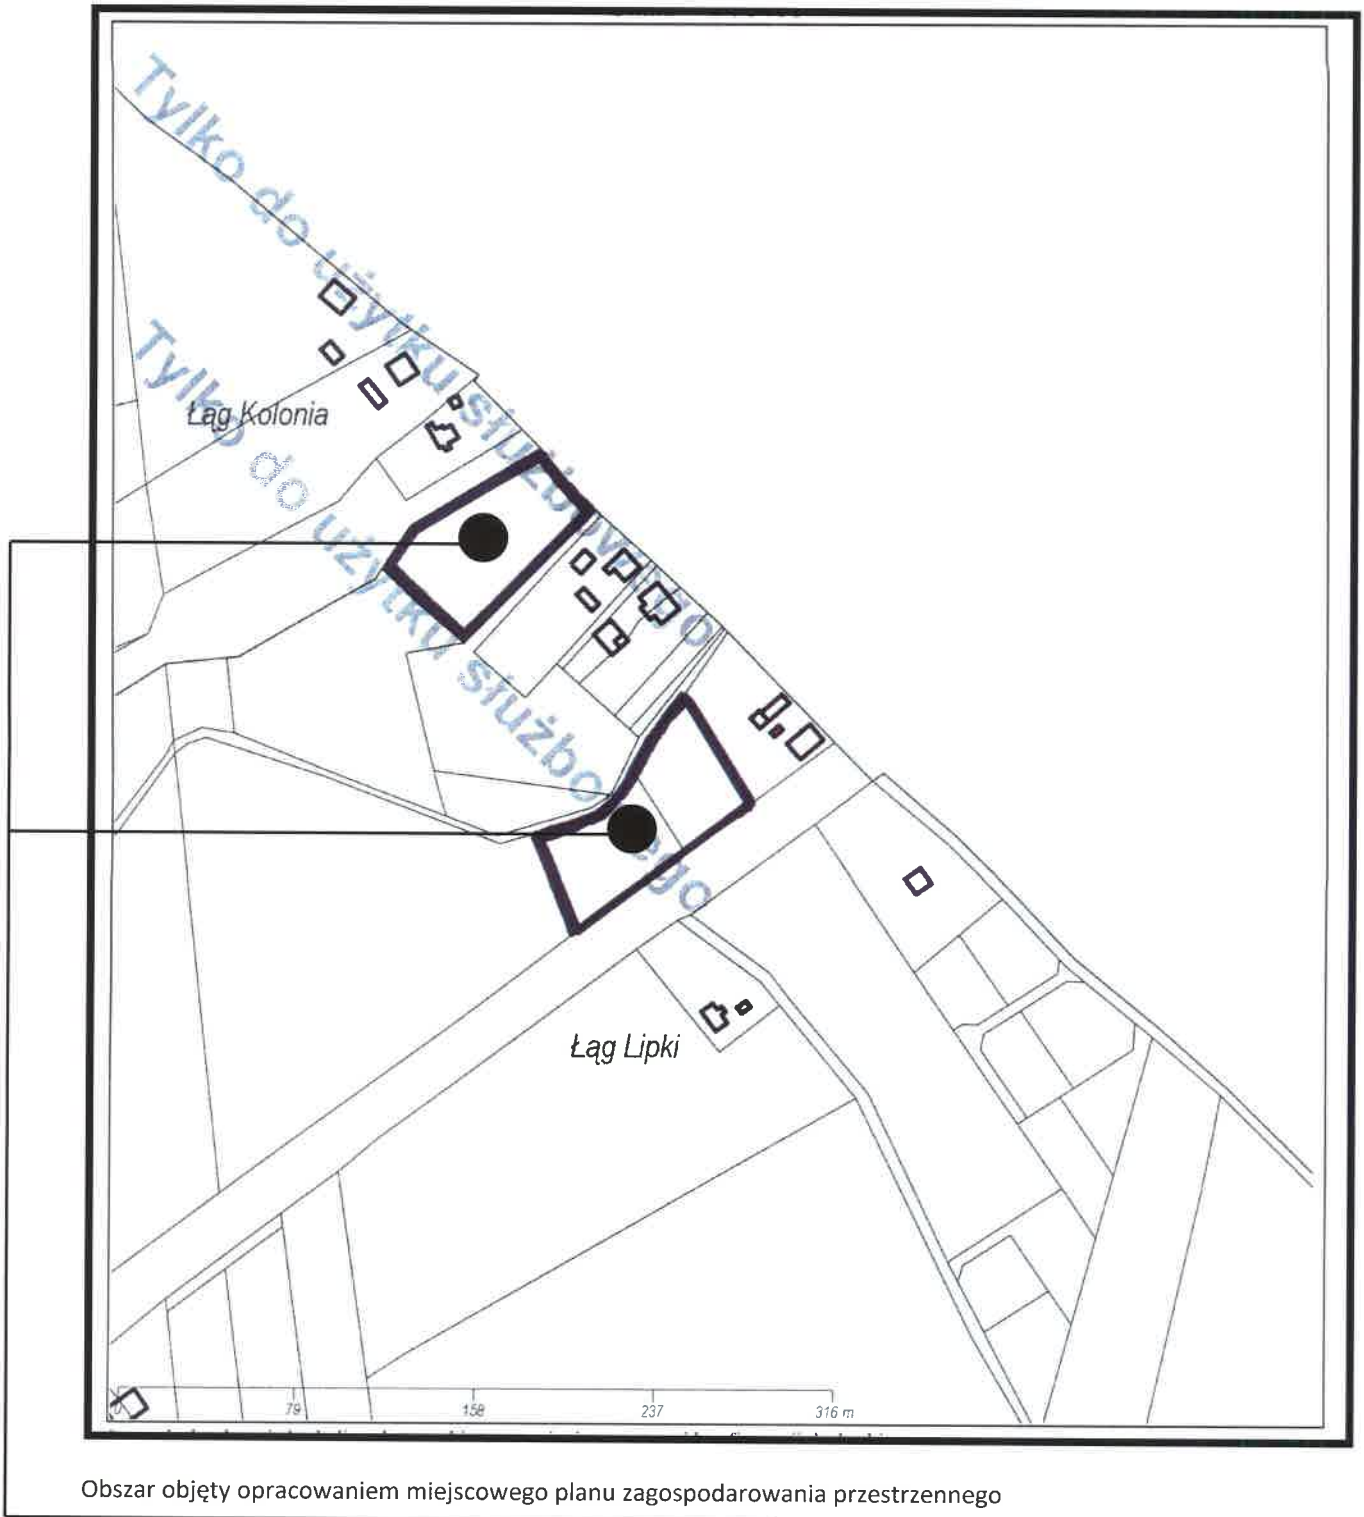 Tylko do użytku służbowego
Tylko do użytku służbowego
Łąg Kolonia
Łąg Lipki
0 79 158 237 316 m
Obszar objęty opracowaniem miejscowego planu zagospodarowania przestrzennego